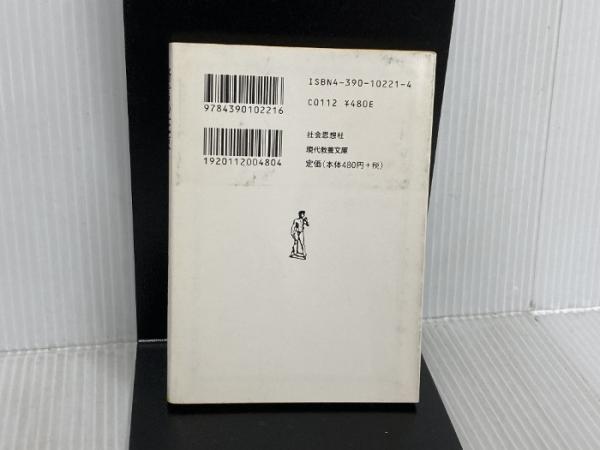 ISBN4-390-10221-4
C0112 ¥480E
9784390102216
社会思想社
現代教養文庫
定価(本体480円+税)
1920112004804